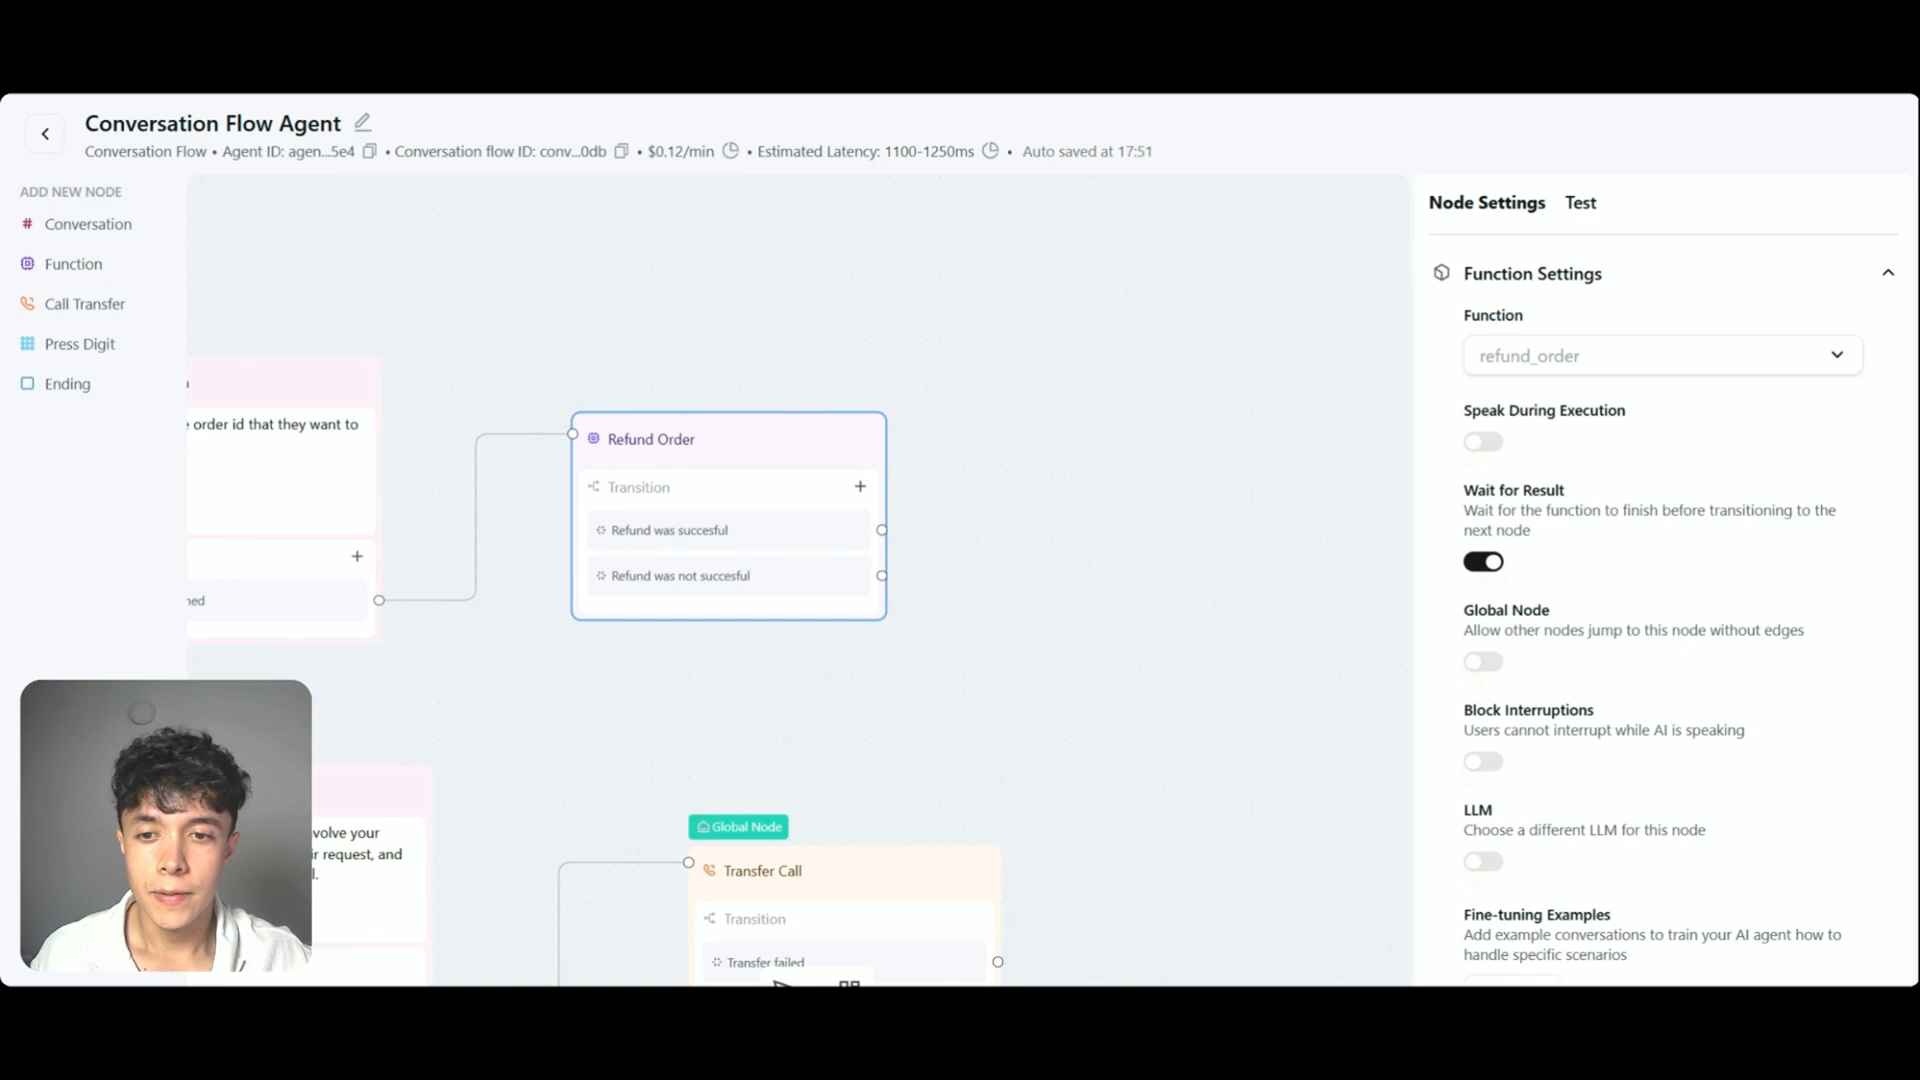 Conversation Flow Agent
Conversation Flow • Agent ID: agen...5e4 • Conversation flow ID: conv...0db • $0.12/min • Estimated Latency: 1100-1250ms • Auto saved at 17:51
ADD NEW NODE
# Conversation
Function
Call Transfer
Press Digit
Ending
order id that they want to
+
ned
Refund Order
Transition +
Refund was succesful
Refund was not succesful
volve your
ir request, and
l.
Global Node
Transfer Call
Transition
Transfer failed
Node Settings Test
Function Settings
Function
refund_order
Speak During Execution
Wait for Result
Wait for the function to finish before transitioning to the
next node
Global Node
Allow other nodes jump to this node without edges
Block Interruptions
Users cannot interrupt while AI is speaking
LLM
Choose a different LLM for this node
Fine-tuning Examples
Add example conversations to train your AI agent how to
handle specific scenarios